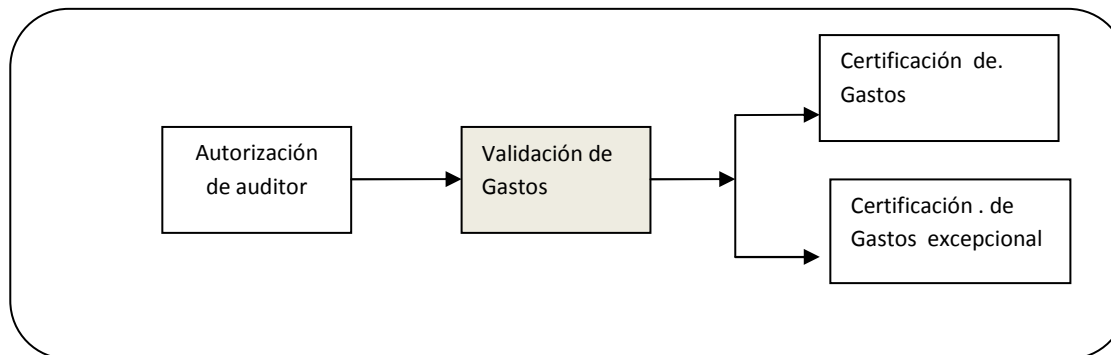 Autorización
de auditor
Validación de
Gastos
Certificación de.
Gastos
Certificación . de
Gastos excepcional